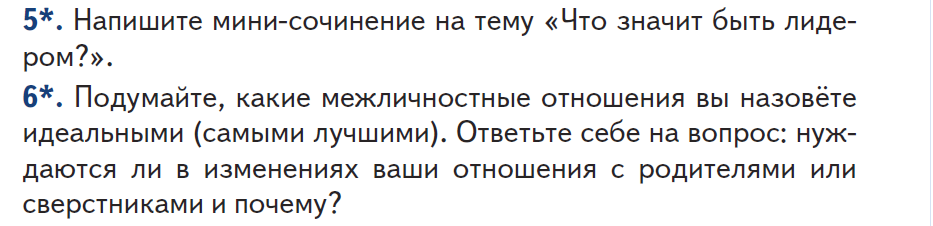 5*. Напишите мини-сочинение на тему «Что значит быть лиде-
ром?».
6*. Подумайте, какие межличностные отношения вы назовёте
идеальными (самыми лучшими). Ответьте себе на вопрос: нуж-
даются ли в изменениях ваши отношения с родителями или
сверстниками и почему?